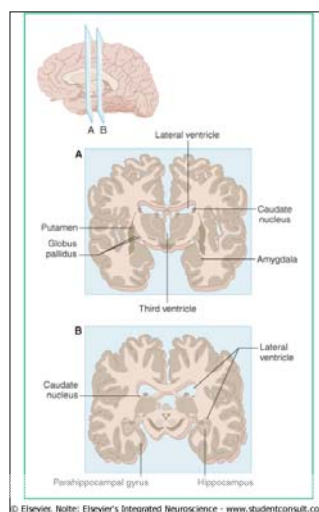 A B
Lateral ventricle
A
Caudate
nucleus
Putamen
Globus
pallidus
Amygdala
Third ventricle
B
Lateral
ventricle
Caudate
nucleus
Parahippocampal gyrus
Hippocampus
© Elsevier. Nolte: Elsevier's Integrated Neuroscience - www.studentconsult.co